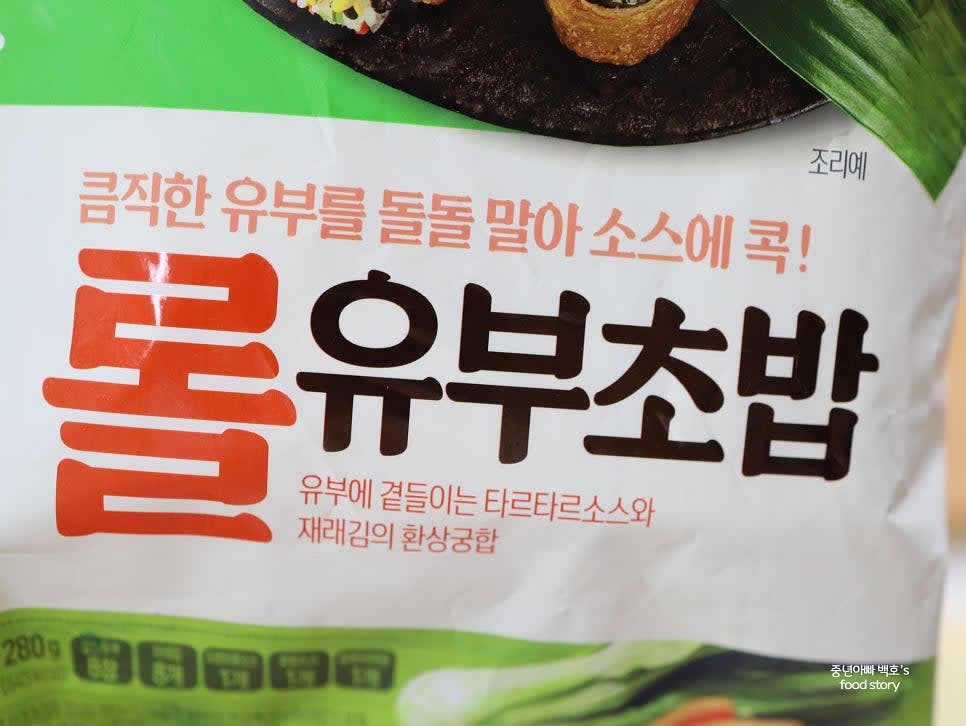 조리예
큼직한 유부를 돌돌 말아 소스에 콕!
롤유부초밥
유부에 곁들이는 타르타르소스와
재래김의 환상궁합
280g
중년아빠 백호's
food story